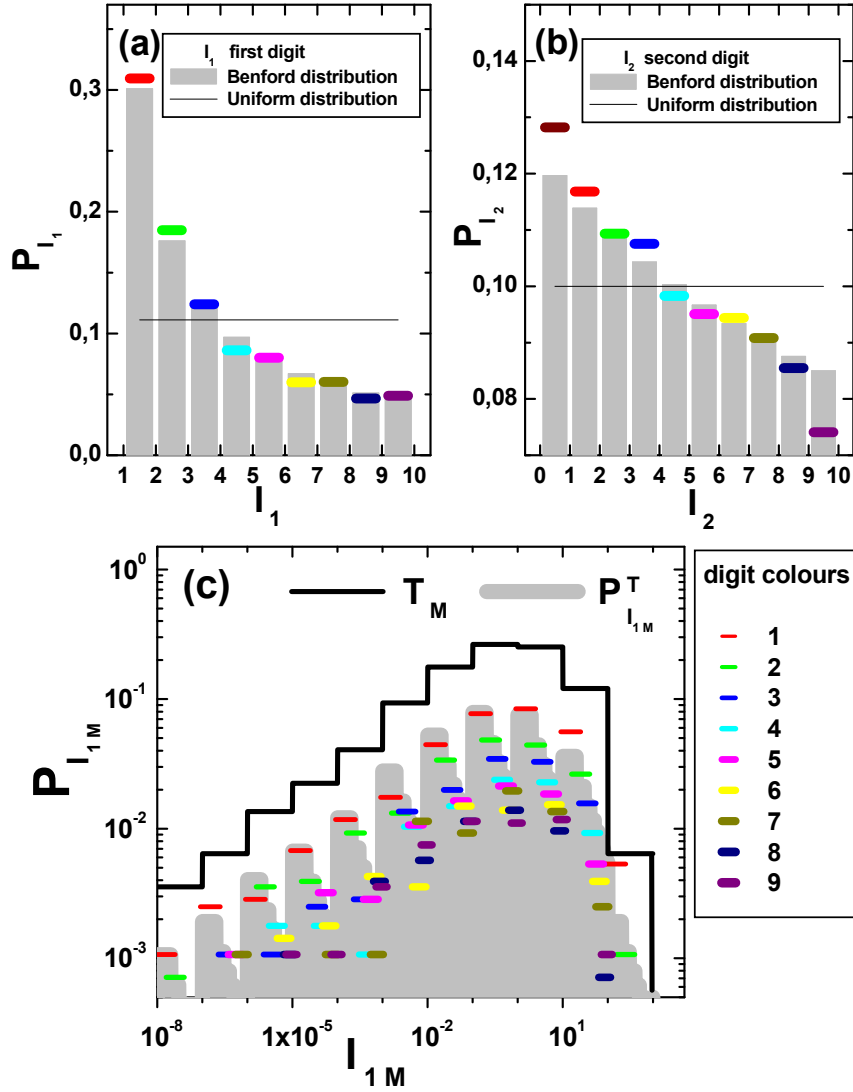 (a)
I1 first digit
Benford distribution
Uniform distribution
0,3
0,2
0,1
0,0
PI1
1 2 3 4 5 6 7 8 9 10
I1
(b)
I2 second digit
Benford distribution
Uniform distribution
0,14
0,12
0,10
0,08
PI2
0 1 2 3 4 5 6 7 8 9 10
I2
(c)
TM
PTI1M
10^0
10^-1
10^-2
10^-3
PI1M
10^-8 1x10^-5 10^-2 10^1
I1M
digit colours
1
2
3
4
5
6
7
8
9